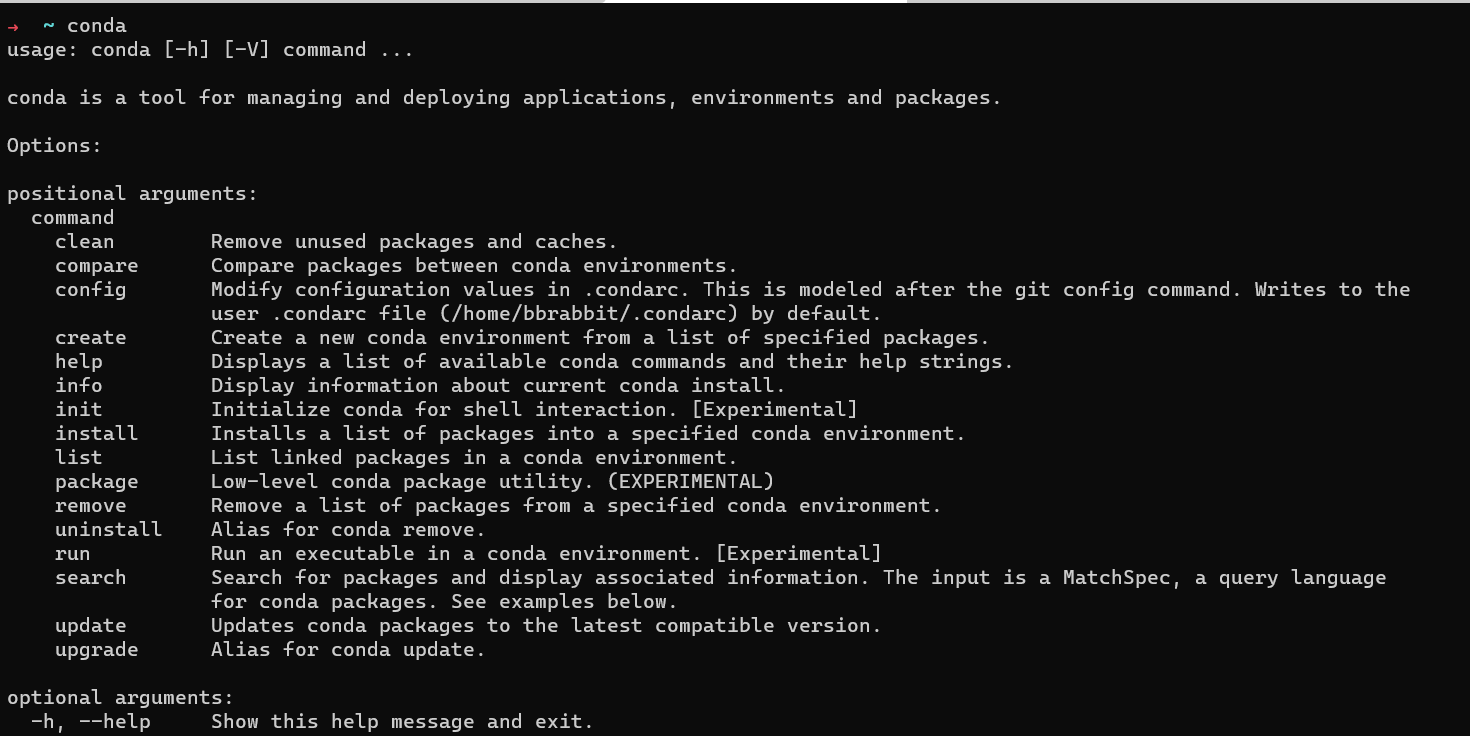 → ~ conda
usage: conda [-h] [-V] command ...
conda is a tool for managing and deploying applications, environments and packages.
Options:
positional arguments:
  command
    clean        Remove unused packages and caches.
    compare      Compare packages between conda environments.
    config       Modify configuration values in .condarc. This is modeled after the git config command. Writes to the
                 user .condarc file (/home/bbrabbit/.condarc) by default.
    create       Create a new conda environment from a list of specified packages.
    help         Displays a list of available conda commands and their help strings.
    info         Display information about current conda install.
    init         Initialize conda for shell interaction. [Experimental]
    install      Installs a list of packages into a specified conda environment.
    list         List linked packages in a conda environment.
    package      Low-level conda package utility. (EXPERIMENTAL)
    remove       Remove a list of packages from a specified conda environment.
    uninstall    Alias for conda remove.
    run          Run an executable in a conda environment. [Experimental]
    search       Search for packages and display associated information. The input is a MatchSpec, a query language
                 for conda packages. See examples below.
    update       Updates conda packages to the latest compatible version.
    upgrade      Alias for conda update.
optional arguments:
  -h, --help     Show this help message and exit.